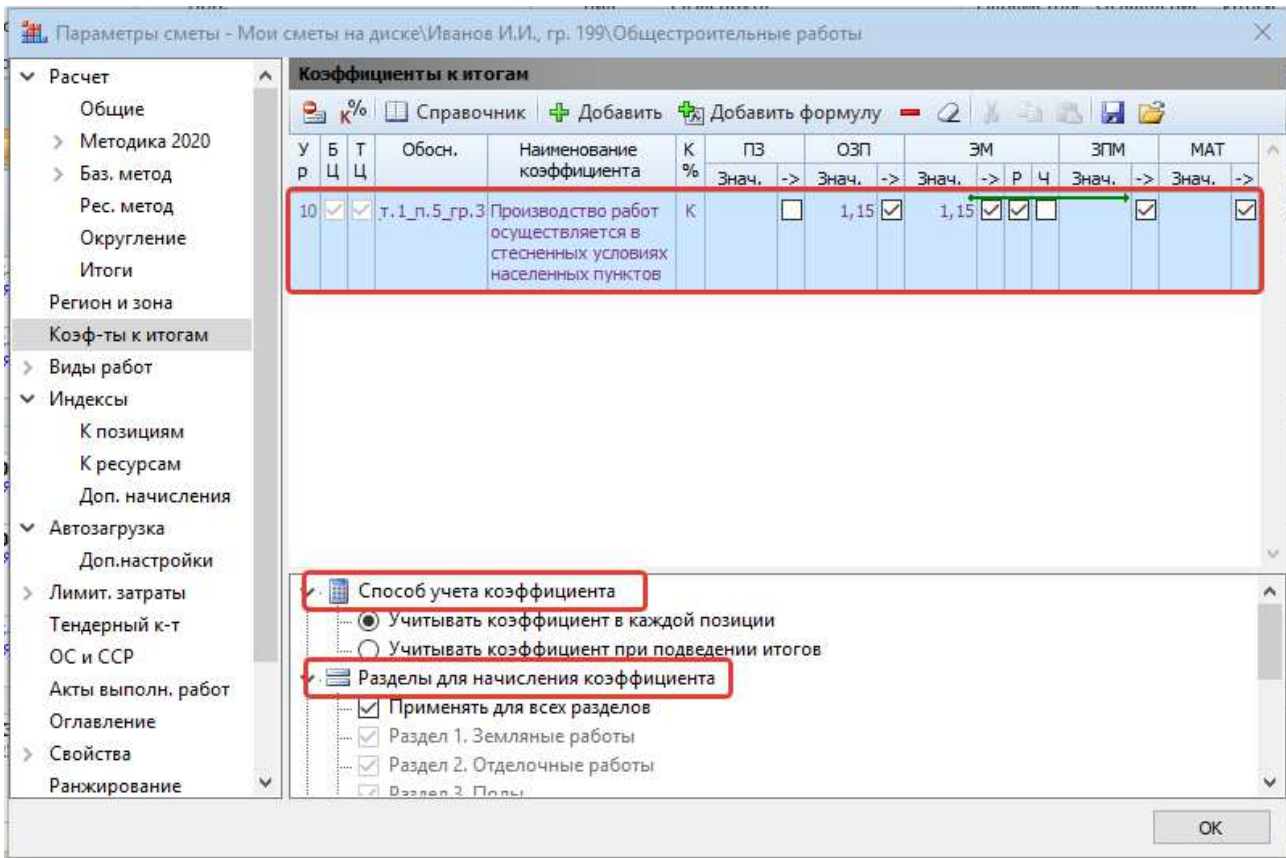 Параметры сметы - Мои сметы на диске\Иванов И.И., гр. 199\Общестроительные работы
Расчет
Общие
Методика 2020
Баз. метод
Рес. метод
Округление
Итоги
Регион и зона
Коэф-ты к итогам
Виды работ
Индексы
К позициям
К ресурсам
Доп. начисления
Автозагрузка
Доп.настройки
Лимит. затраты
Тендерный к-т
ОС и ССР
Акты выполн. работ
Оглавление
Свойства
Ранжирование
Коэффициенты к итогам
К% Справочник Добавить Добавить формулу
У Б Т Обосн. Наименование К ПЗ ОЗП ЭМ ЗПМ МАТ
р Ц Ц коэффициента % Знач. -> Знач. -> Знач. -> Р Ч Знач. -> Знач. ->
10 т.1_п.5_гр.3 Производство работ К 1,15 1,15
осуществляется в
стесненных условиях
населенных пунктов
Способ учета коэффициента
Учитывать коэффициент в каждой позиции
Учитывать коэффициент при подведении итогов
Разделы для начисления коэффициента
Применять для всех разделов
Раздел 1. Земляные работы
Раздел 2. Отделочные работы
Раздел 3. Полы
ОК